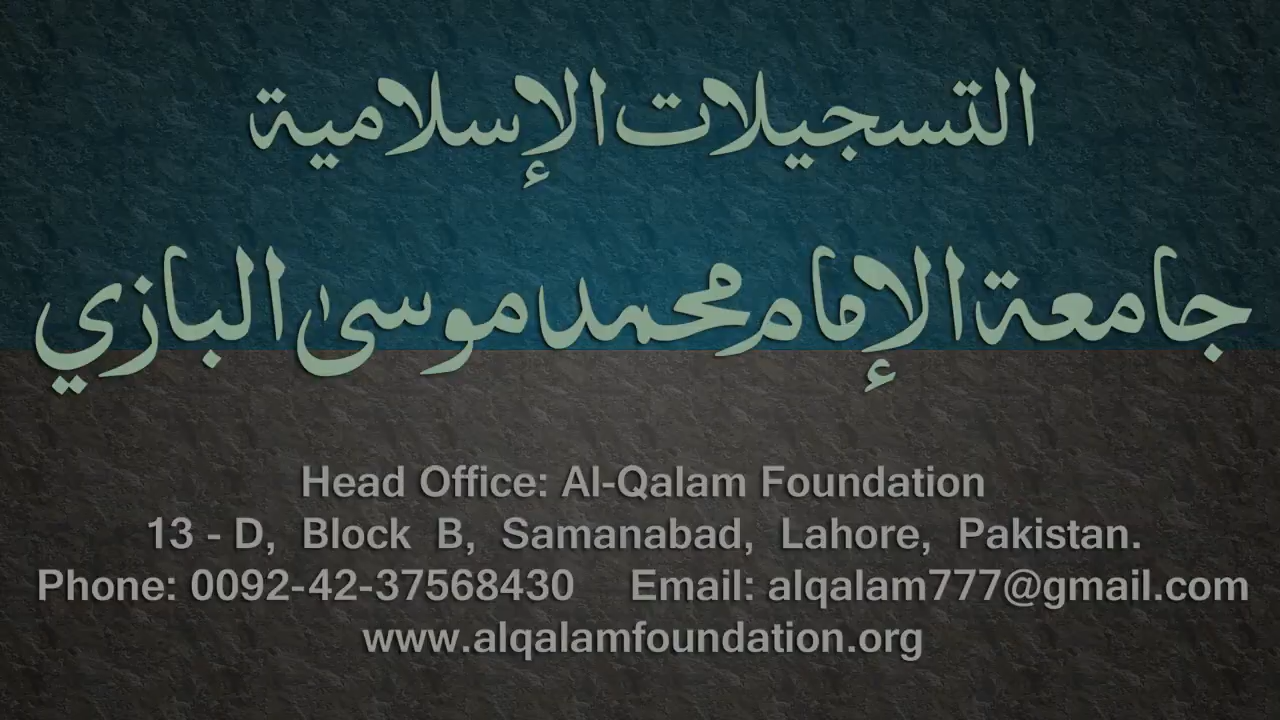 التسجيلات الإسلامية
جامعة الإمام محمد موسىٰ البازي
Head Office: Al-Qalam Foundation
13 - D, Block B, Samanabad, Lahore, Pakistan.
Phone: 0092-42-37568430 Email: alqalam777@gmail.com
www.alqalamfoundation.org